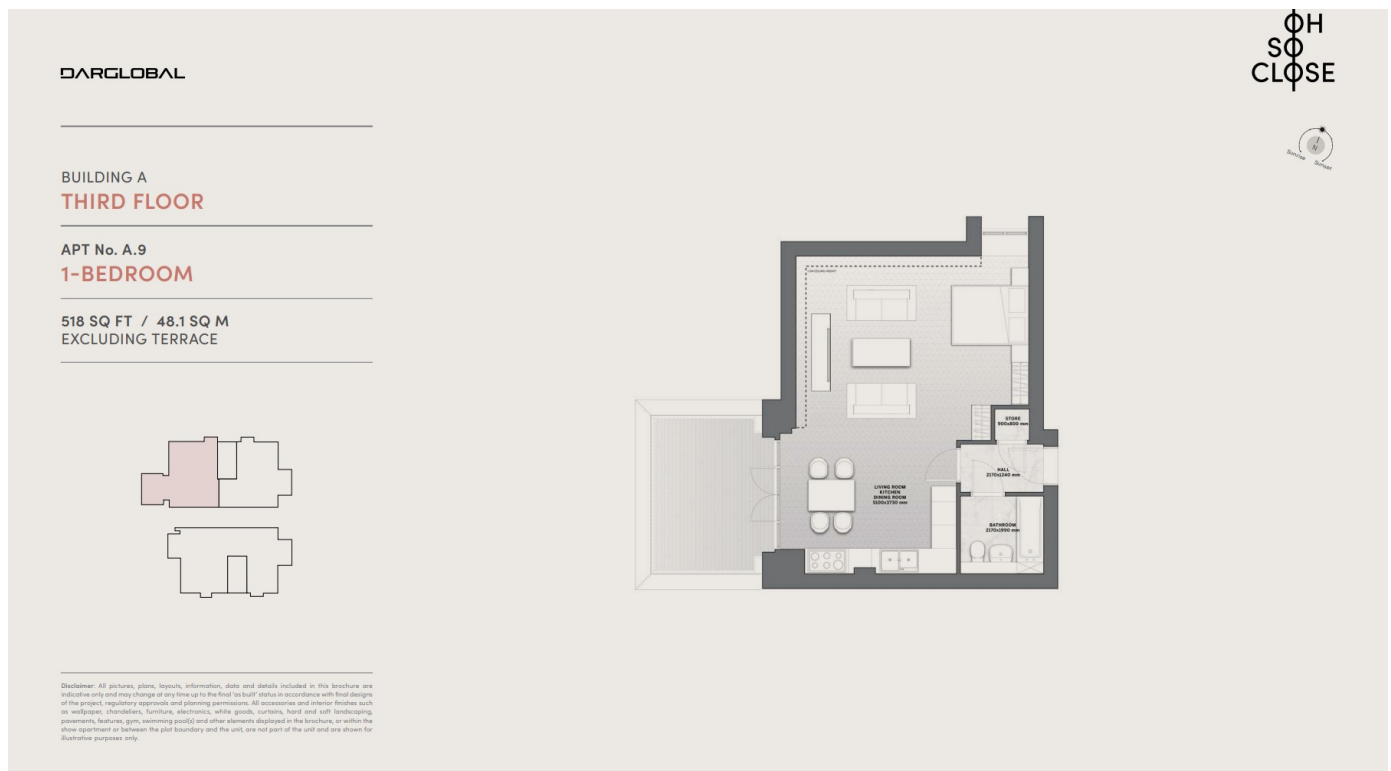 DARGLOBAL
OH
SO
CLOSE
Sunrise
N
Sunset
BUILDING A
THIRD FLOOR
APT No. A.9
1-BEDROOM
518 SQ FT / 48.1 SQ M
EXCLUDING TERRACE
STORE
900x800 mm
HALL
2170x1240 mm
LIVING ROOM
KITCHEN
DINING ROOM
BATHROOM
2170x1990 mm
Disclaimer: All pictures, plans, layouts, information, data and details included in this brochure are
indicative only and may change at any time up to the final 'as built' status in accordance with final designs
of the project, regulatory approvals and planning permissions. All accessories and interior finishes such
as wallpaper, chandeliers, furniture, electronics, white goods, curtains, hard and soft landscaping,
pavements, features, gym, swimming pool(s) and other elements displayed in the brochure, or within the
show apartment or between the plot boundary and the unit, are not part of the unit and are shown for
illustrative purposes only.